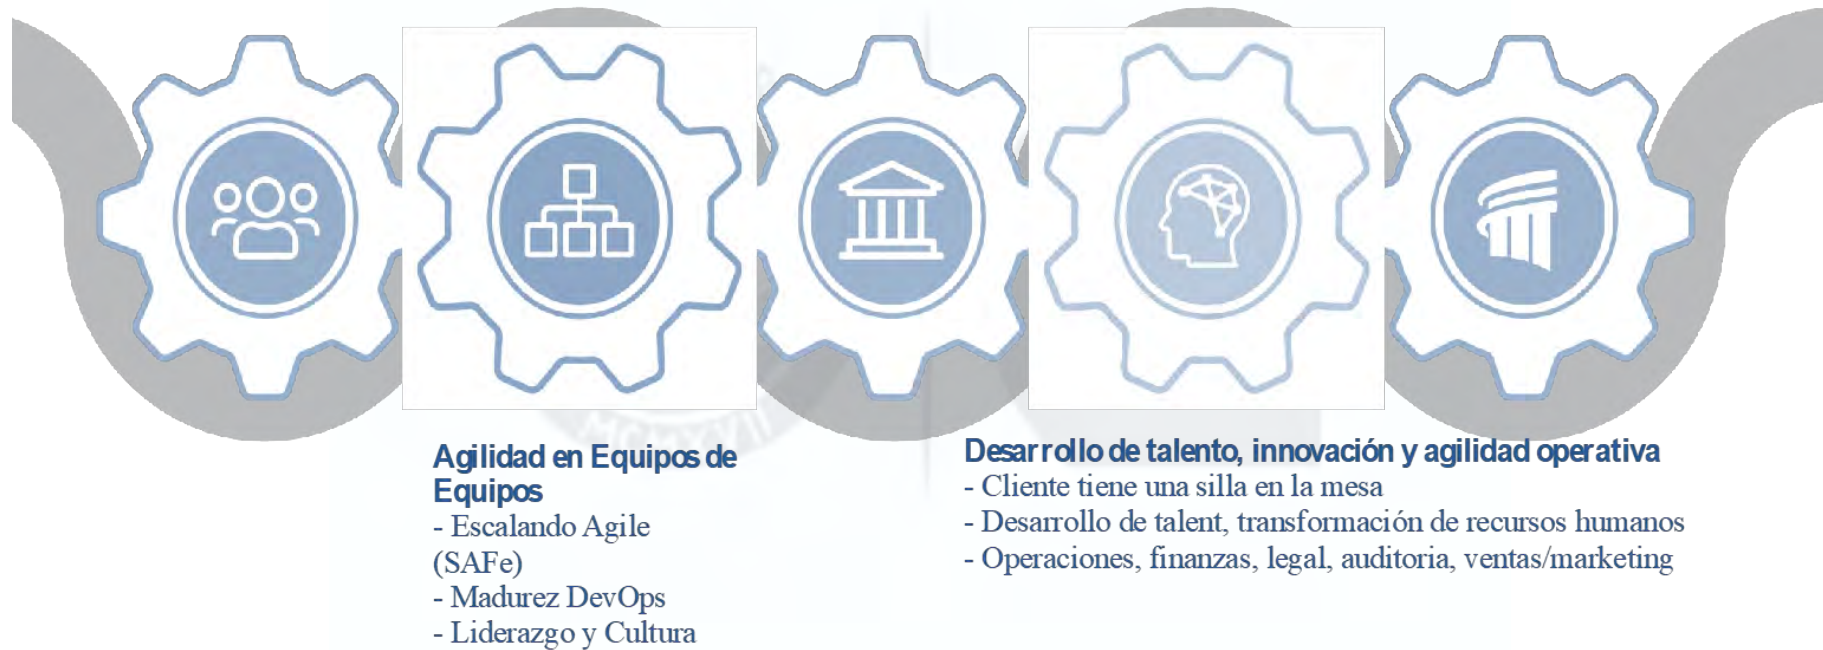 MCMXVII
Agilidad en Equipos de
Equipos
- Escalando Agile
(SAFe)
- Madurez DevOps
- Liderazgo y Cultura
Desarrollo de talento, innovación y agilidad operativa
- Cliente tiene una silla en la mesa
- Desarrollo de talent, transformación de recursos humanos
- Operaciones, finanzas, legal, auditoria, ventas/marketing